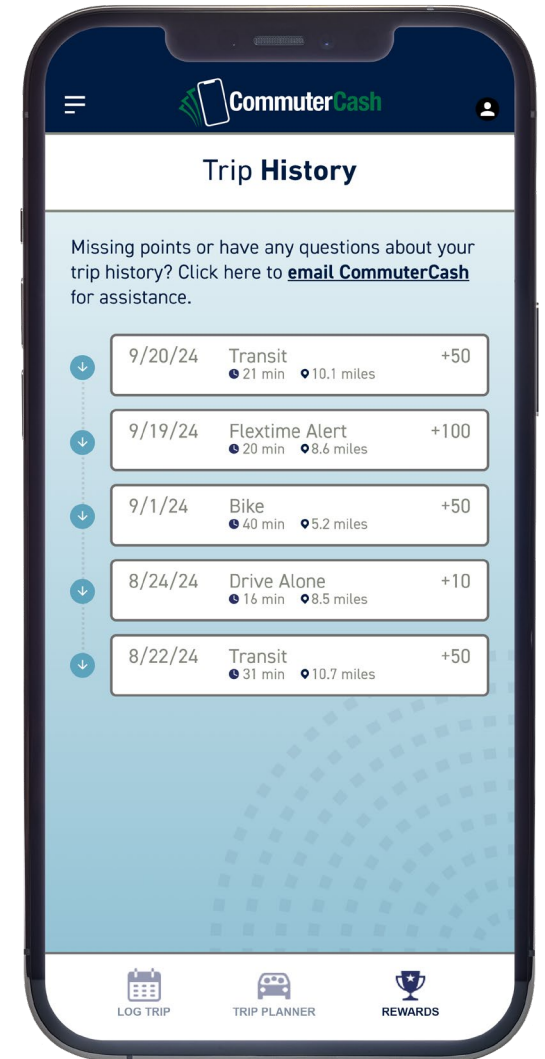 CommuterCash
Trip History
Missing points or have any questions about your
trip history? Click here to email CommuterCash
for assistance.
9/20/24 Transit +50
21 min 10.1 miles
9/19/24 Flextime Alert +100
20 min 8.6 miles
9/1/24 Bike +50
40 min 5.2 miles
8/24/24 Drive Alone +10
16 min 8.5 miles
8/22/24 Transit +50
31 min 10.7 miles
LOG TRIP TRIP PLANNER REWARDS